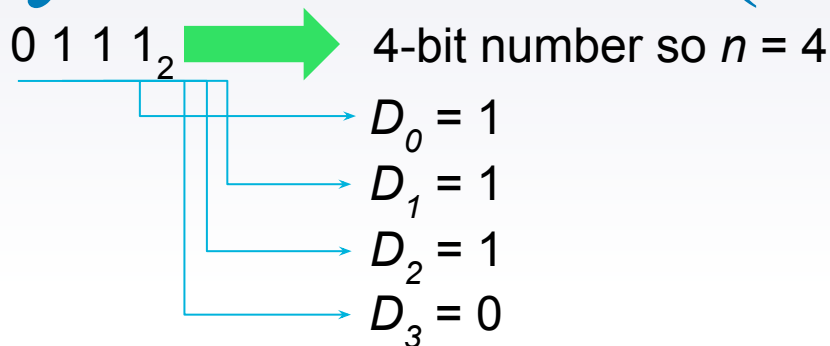 0 1 1 1₂ 4-bit number so n = 4
D₀ = 1
D₁ = 1
D₂ = 1
D₃ = 0